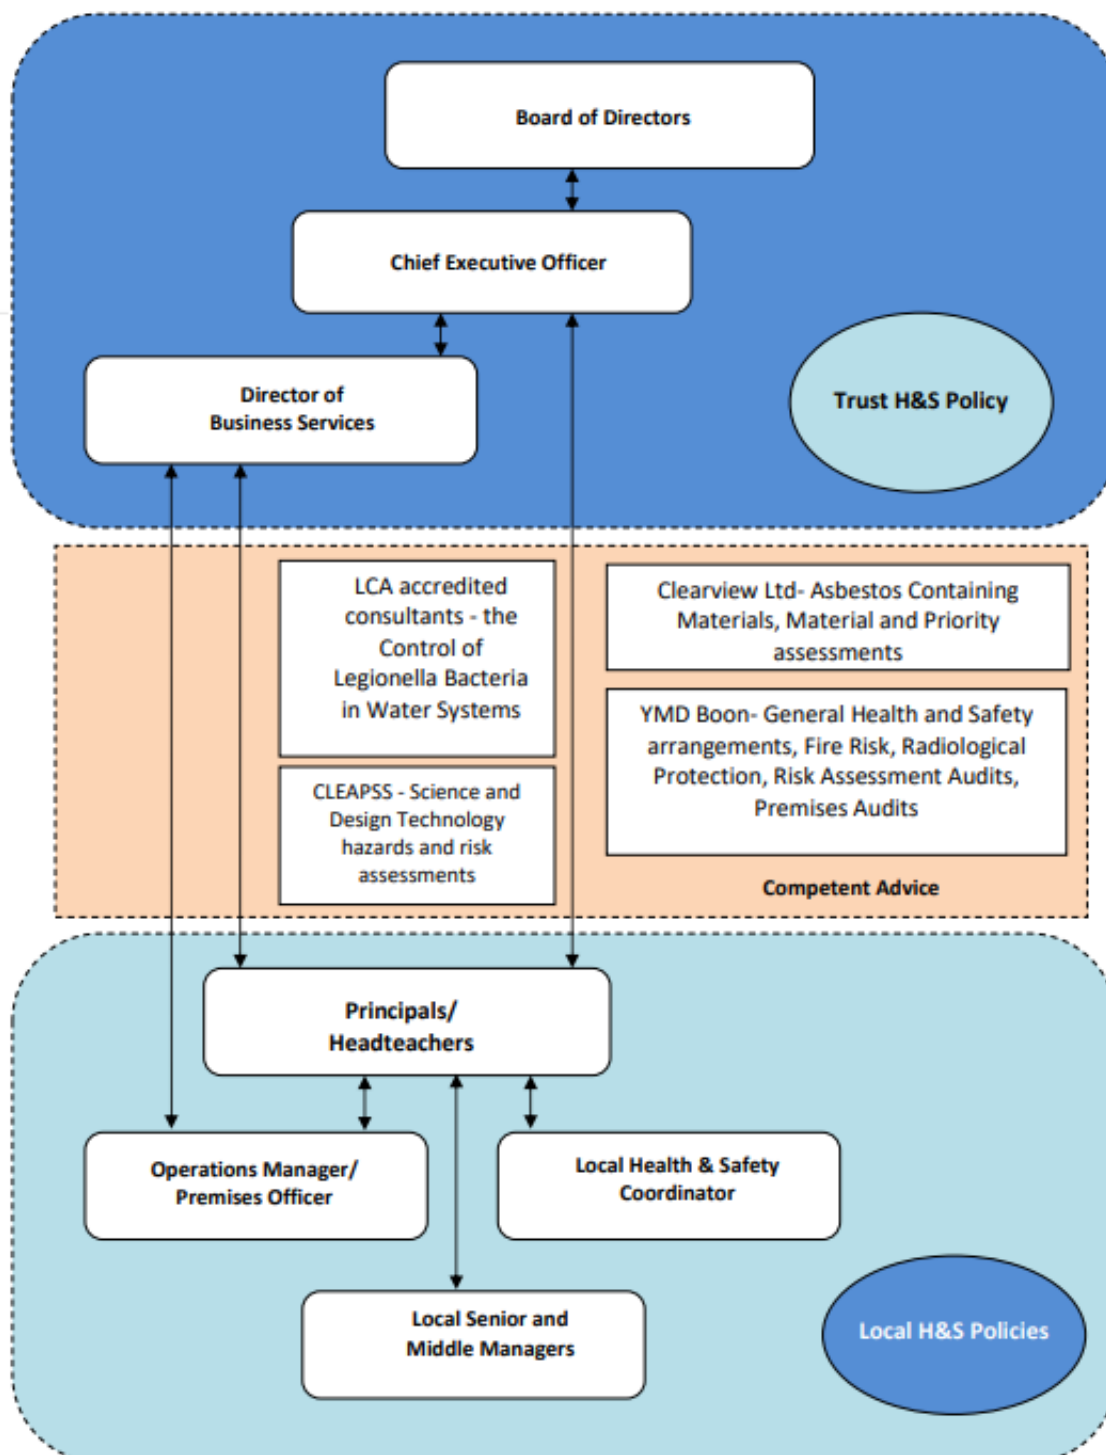 Board of Directors
Chief Executive Officer
Director of
Business Services
Trust H&S Policy
LCA accredited
consultants - the
Control of
Legionella Bacteria
in Water Systems
Clearview Ltd- Asbestos Containing
Materials, Material and Priority
assessments
YMD Boon- General Health and Safety
arrangements, Fire Risk, Radiological
Protection, Risk Assessment Audits,
Premises Audits
CLEAPSS - Science and
Design Technology
hazards and risk
assessments
Competent Advice
Principals/
Headteachers
Operations Manager/
Premises Officer
Local Health & Safety
Coordinator
Local Senior and
Middle Managers
Local H&S Policies